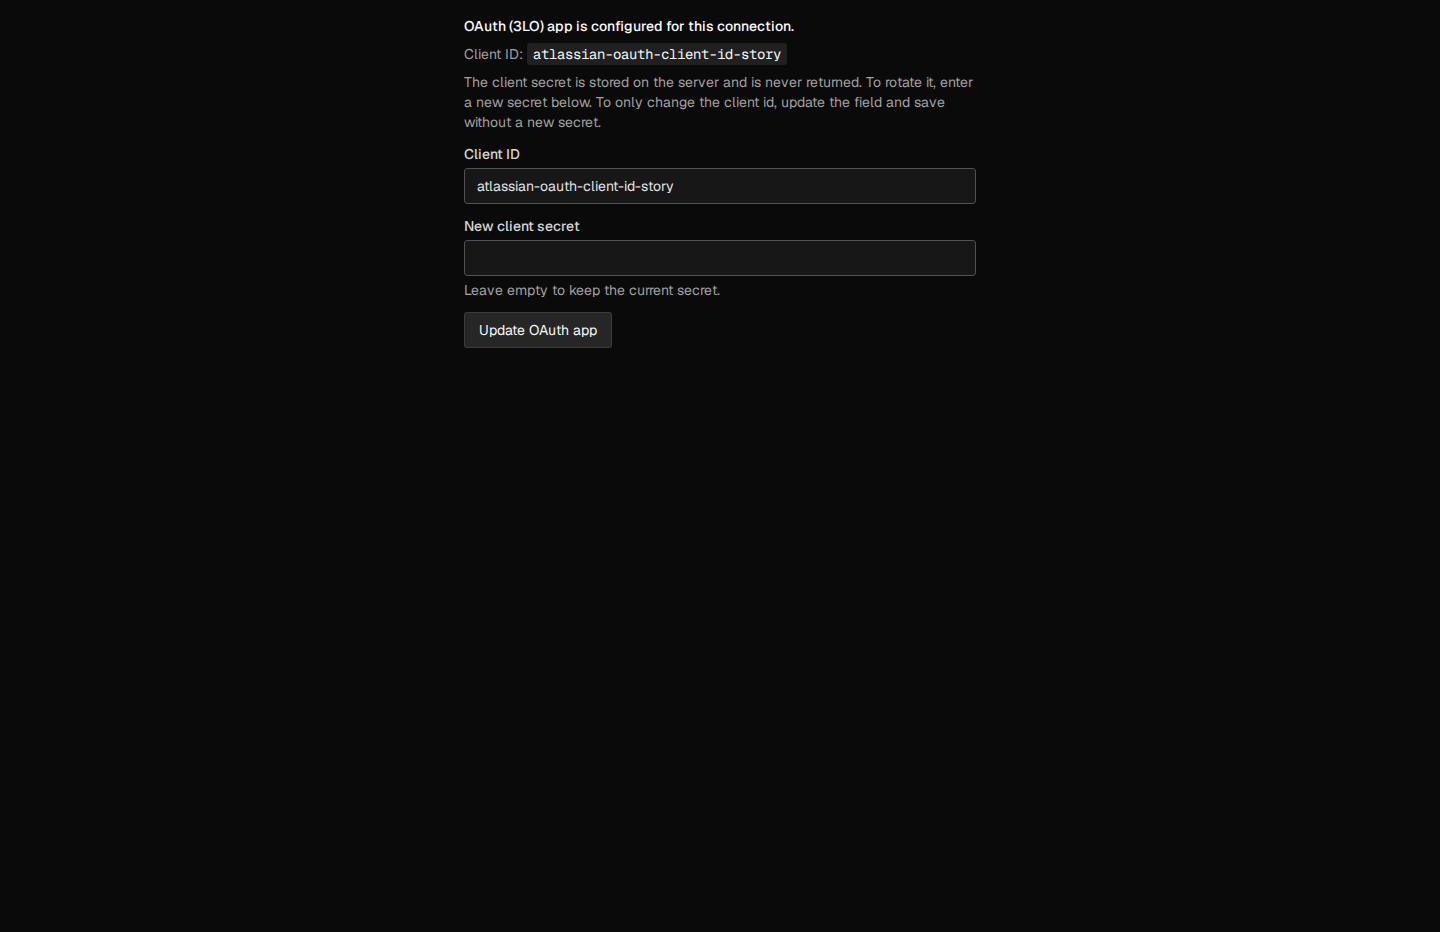 OAuth (3LO) app is configured for this connection.
Client ID: atlassian-oauth-client-id-story
The client secret is stored on the server and is never returned. To rotate it, enter
a new secret below. To only change the client id, update the field and save
without a new secret.
Client ID
atlassian-oauth-client-id-story
New client secret
Leave empty to keep the current secret.
Update OAuth app